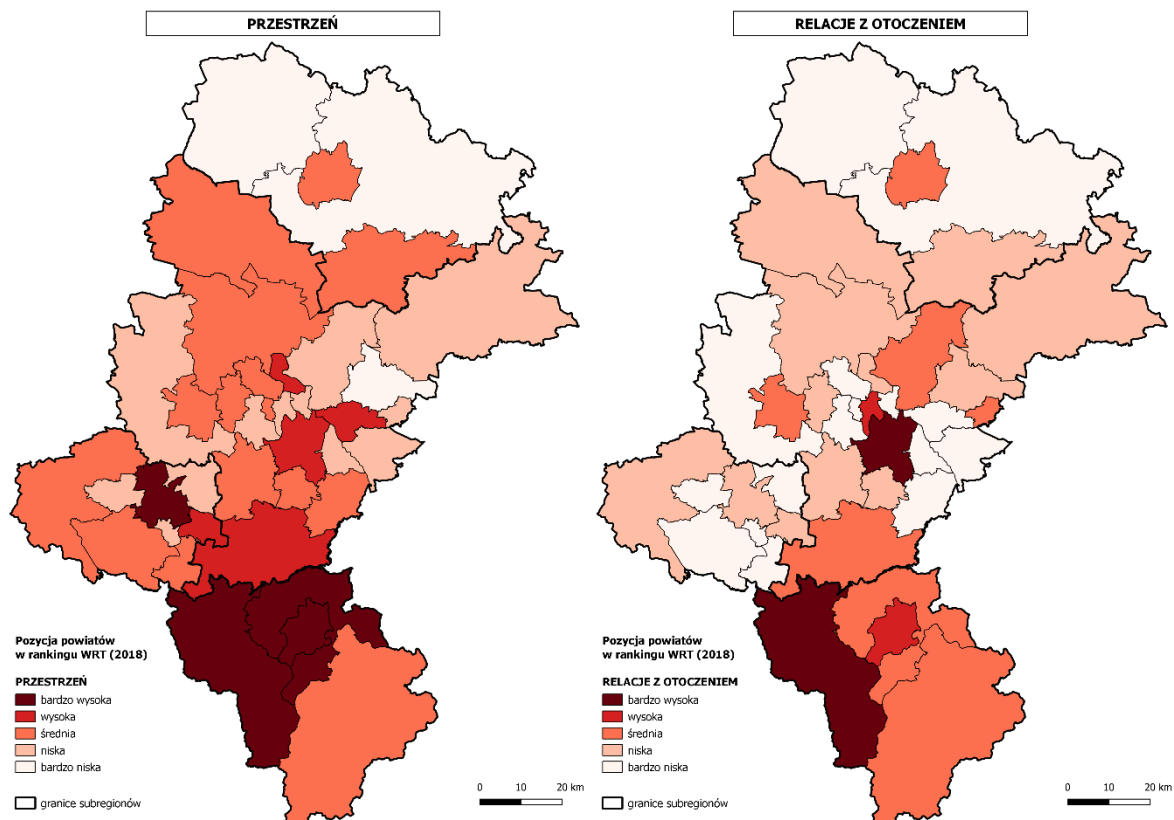 PRZESTRZEŃ
Pozycja powiatów
w rankingu WRT (2018)
PRZESTRZEŃ
bardzo wysoka
wysoka
średnia
niska
bardzo niska
granice subregionów
0 10 20 km
RELACJE Z OTOCZENIEM
Pozycja powiatów
w rankingu WRT (2018)
RELACJE Z OTOCZENIEM
bardzo wysoka
wysoka
średnia
niska
bardzo niska
granice subregionów
0 10 20 km